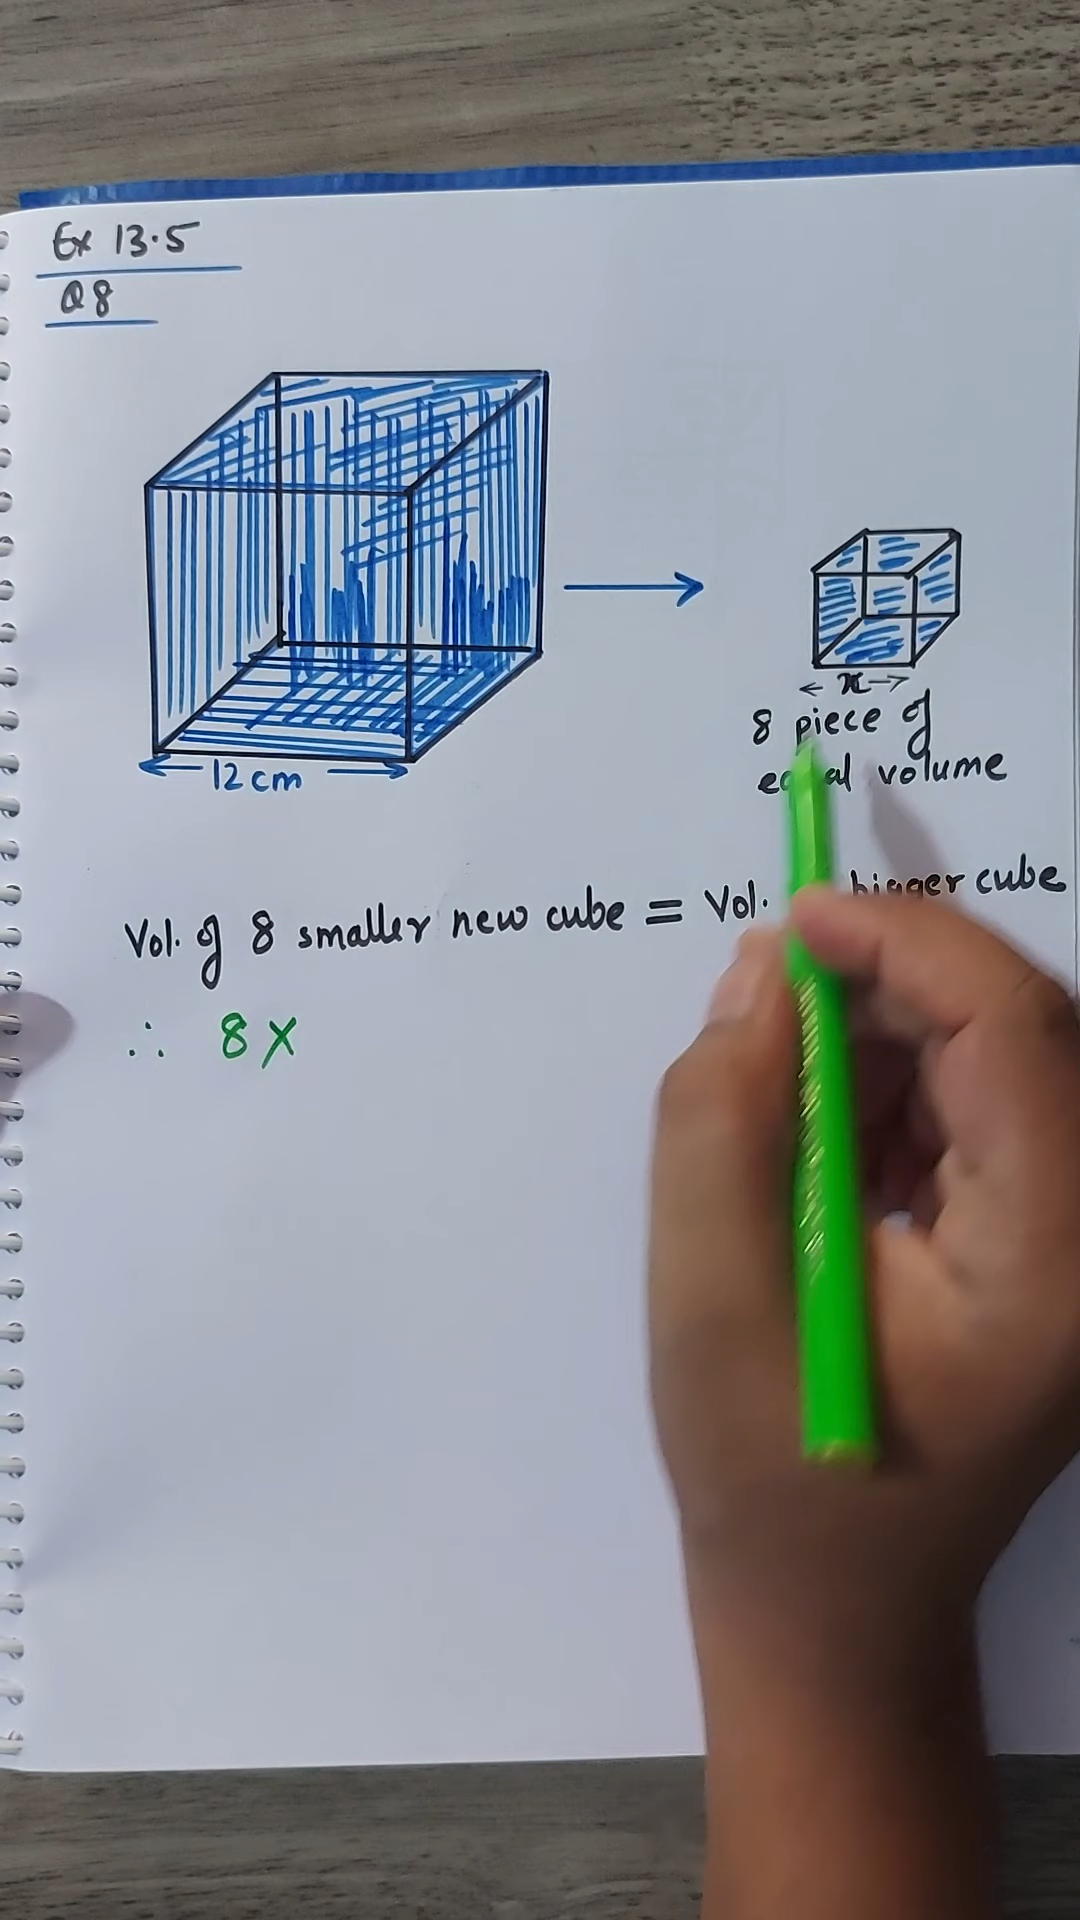 Ex 13.5
Q8
12 cm
x
8 piece of
equal volume
Vol. of 8 smaller new cube = Vol. bigger cube
∴ 8 ×